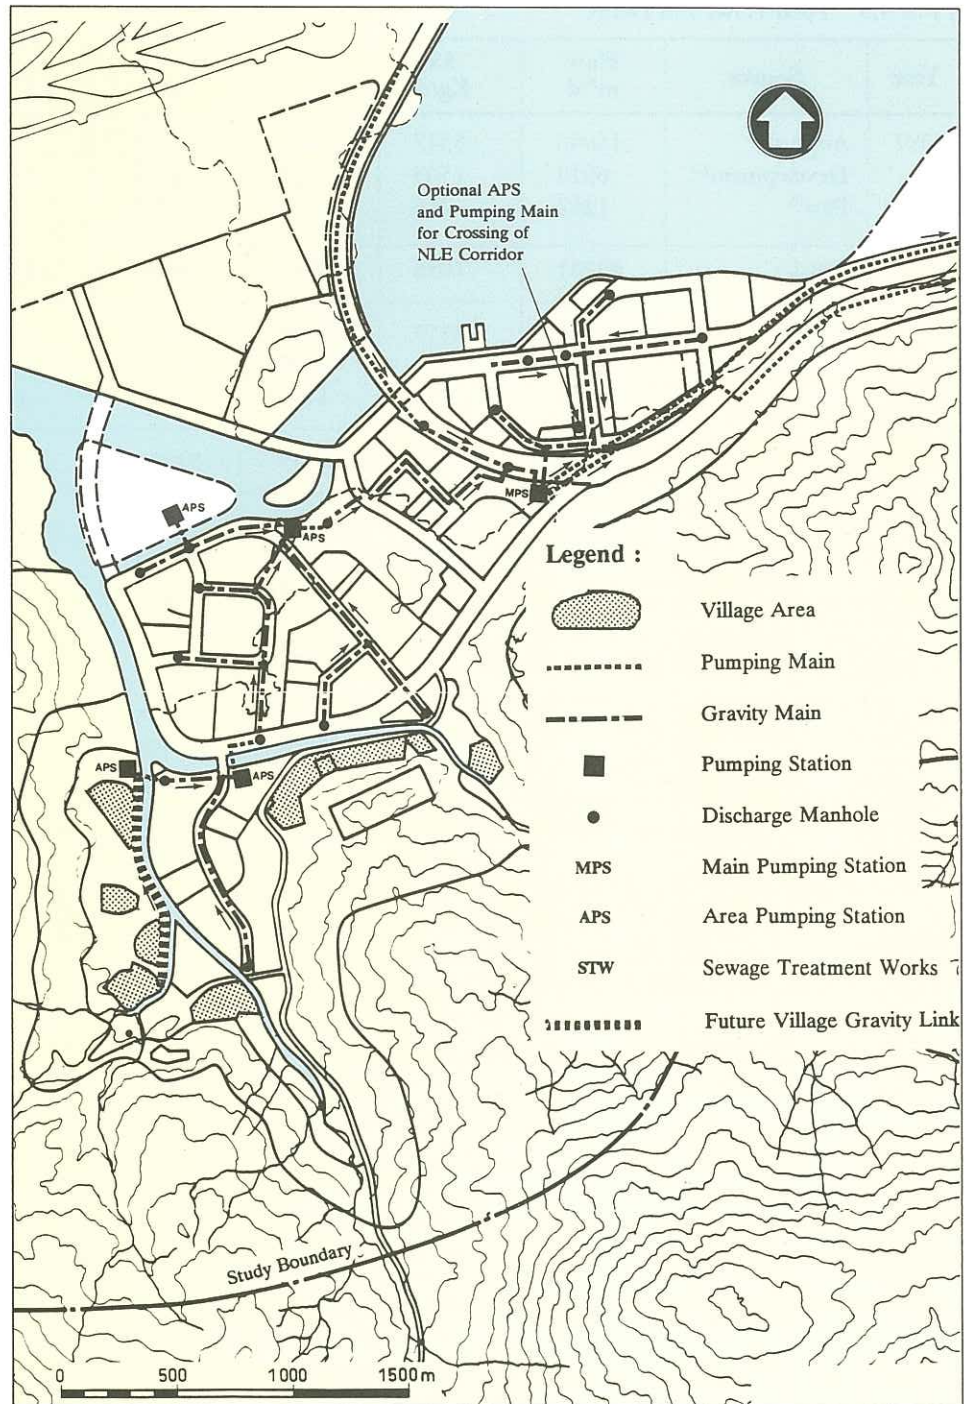 Optional APS
and Pumping Main
for Crossing of
NLE Corridor
MPS
APS
APS
APS
APS
Legend :
Village Area
Pumping Main
Gravity Main
Pumping Station
Discharge Manhole
MPS Main Pumping Station
APS Area Pumping Station
STW Sewage Treatment Works
Future Village Gravity Link
Study Boundary
0 500 1000 1500m